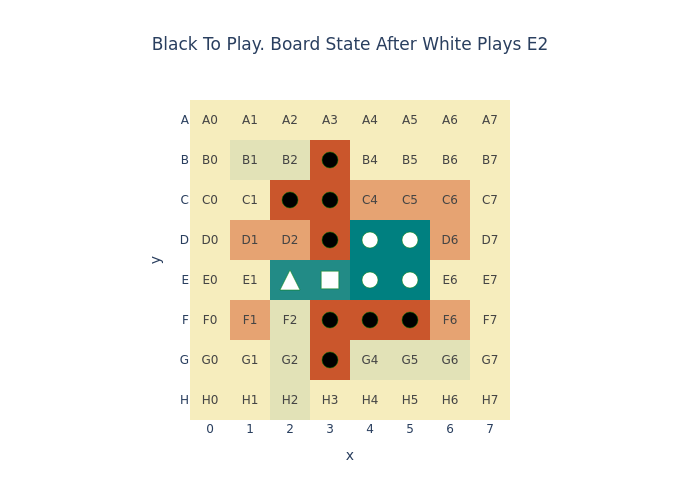 Black To Play. Board State After White Plays E2
A A0 A1 A2 A3 A4 A5 A6 A7
B B0 B1 B2 B4 B5 B6 B7
C C0 C1 C4 C5 C6 C7
D D0 D1 D2 D6 D7
y
E E0 E1 E6 E7
F F0 F1 F2 F6 F7
G G0 G1 G2 G4 G5 G6 G7
H H0 H1 H2 H3 H4 H5 H6 H7
0 1 2 3 4 5 6 7
x